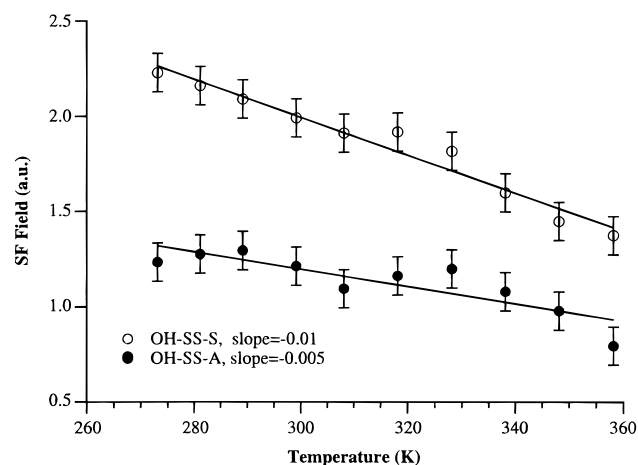 2.5
2.0
1.5
1.0
0.5
SF Field (a.u.)
OH-SS-S, slope=-0.01
OH-SS-A, slope=-0.005
260 280 300 320 340 360
Temperature (K)